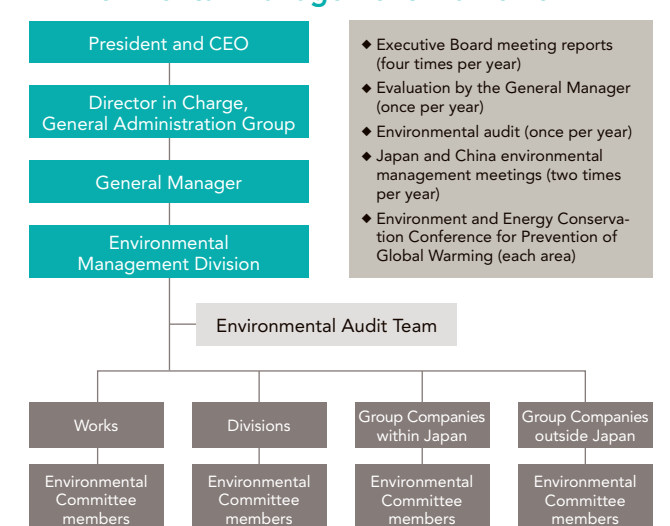 President and CEO
Director in Charge,
General Administration Group
General Manager
Environmental
Management Division
◆ Executive Board meeting reports
(four times per year)
◆ Evaluation by the General Manager
(once per year)
◆ Environmental audit (once per year)
◆ Japan and China environmental
management meetings (two times
per year)
◆ Environment and Energy Conserva-
tion Conference for Prevention of
Global Warming (each area)
Environmental Audit Team
Works
Divisions
Group Companies
within Japan
Group Companies
outside Japan
Environmental
Committee
members
Environmental
Committee
members
Environmental
Committee
members
Environmental
Committee
members